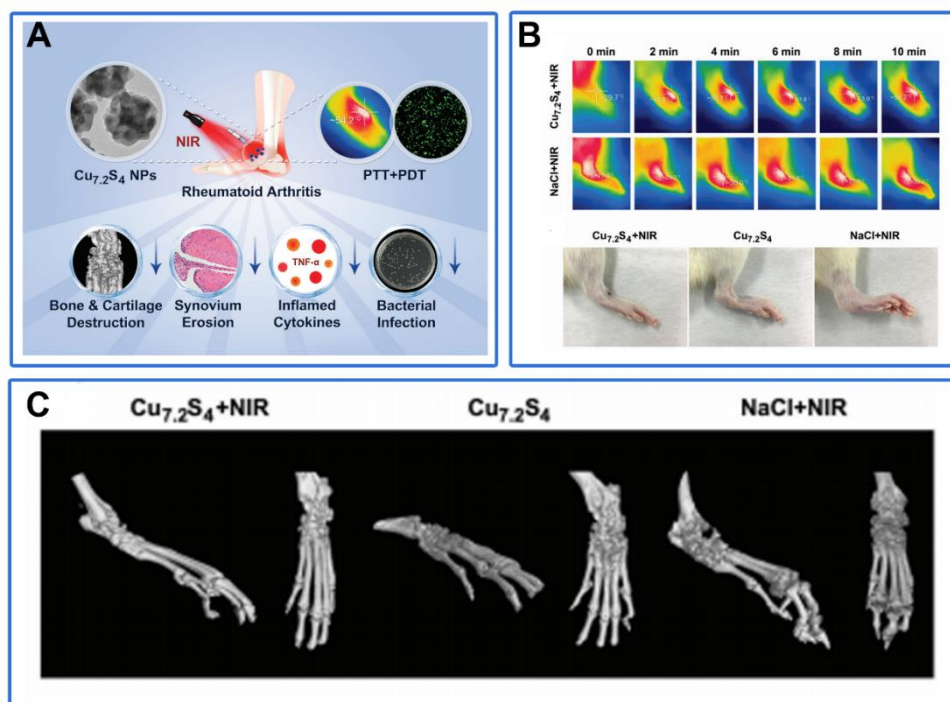 A
Cu7.2S4 NPs
NIR
~54.2°C
Rheumatoid Arthritis
PTT+PDT
TNF-α
Bone & Cartilage
Destruction
Synovium
Erosion
Inflamed
Cytokines
Bacterial
Infection
B
0 min 2 min 4 min 6 min 8 min 10 min
Cu7.2S4+NIR
NaCl+NIR
Cu7.2S4+NIR Cu7.2S4 NaCl+NIR
C
Cu7.2S4+NIR Cu7.2S4 NaCl+NIR